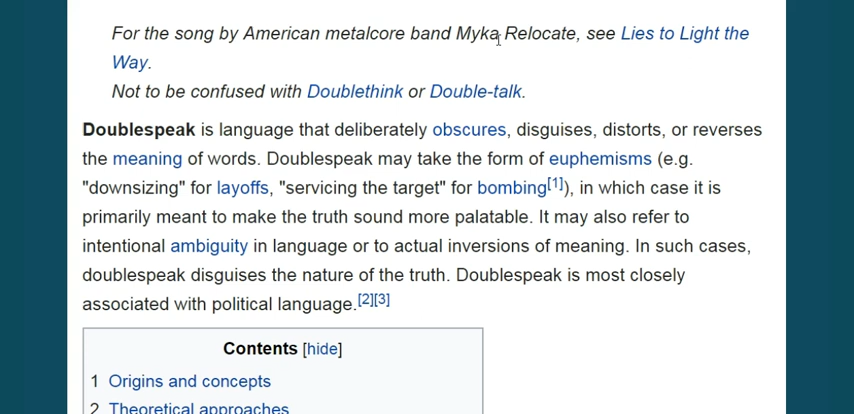 For the song by American metalcore band Myka Relocate, see Lies to Light the
Way.
Not to be confused with Doublethink or Double-talk.
Doublespeak is language that deliberately obscures, disguises, distorts, or reverses
the meaning of words. Doublespeak may take the form of euphemisms (e.g.
"downsizing" for layoffs, "servicing the target" for bombing[1]), in which case it is
primarily meant to make the truth sound more palatable. It may also refer to
intentional ambiguity in language or to actual inversions of meaning. In such cases,
doublespeak disguises the nature of the truth. Doublespeak is most closely
associated with political language.[2][3]
Contents [hide]
1 Origins and concepts
2 Theoretical approaches